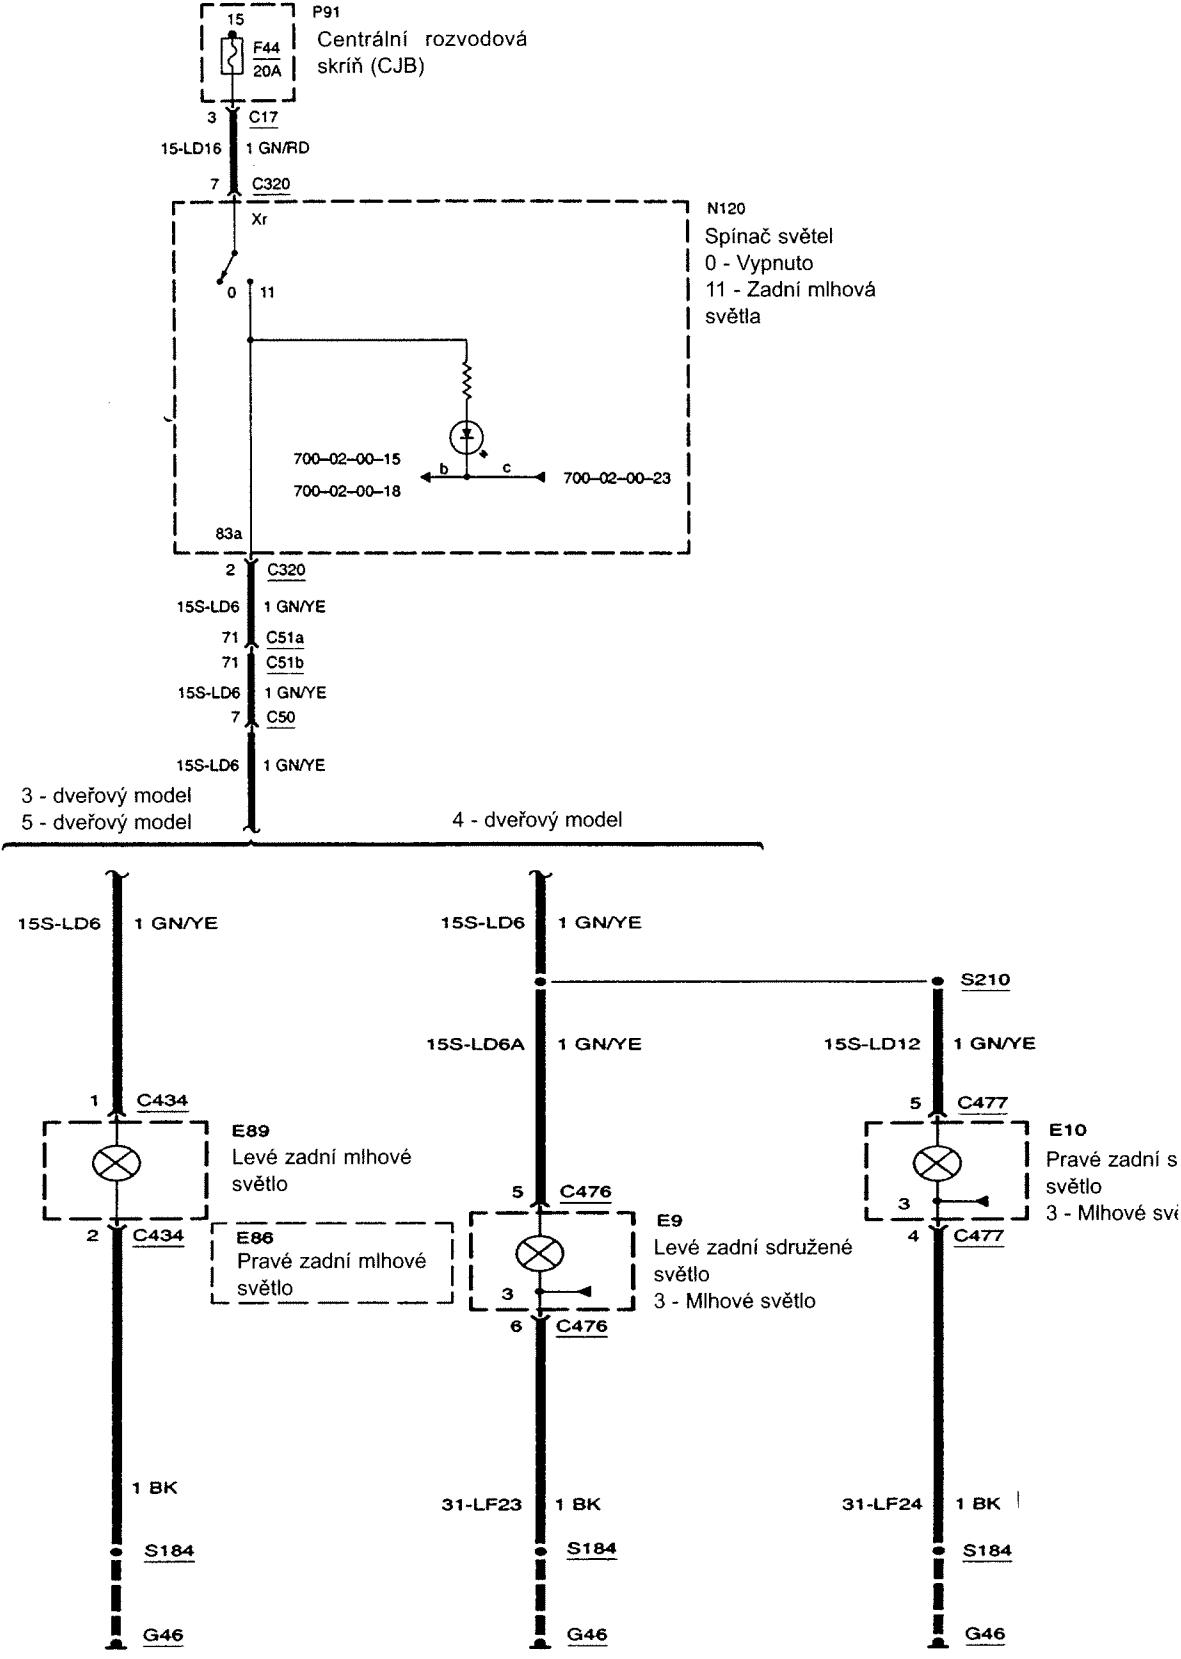 P91
15
Centrální rozvodová
F44
skríň (CJB)
20A
3 C17
15-LD16 1 GN/RD
7 C320
Xr
N120
Spínač světel
0 - Vypnuto
11 - Zadní mlhová
světla
0 11
700-02-00-15
b c 700-02-00-23
700-02-00-18
83a
2 C320
15S-LD6 1 GN/YE
71 C51a
71 C51b
15S-LD6 1 GN/YE
7 C50
15S-LD6 1 GN/YE
3 - dveřový model
5 - dveřový model
4 - dveřový model
15S-LD6 1 GN/YE
15S-LD6 1 GN/YE
S210
15S-LD6A 1 GN/YE
15S-LD12 1 GN/YE
1 C434
5 C477
E89
Levé zadní mlhové
světlo
E10
Pravé zadní s
světlo
3 - Mlhové svě
3
5 C476
2 C434
4 C477
E86
Pravé zadní mlhové
světlo
E9
Levé zadní sdružené
světlo
3 - Mlhové světlo
3
6 C476
1 BK
31-LF23 1 BK
31-LF24 1 BK
S184
S184
S184
G46
G46
G46